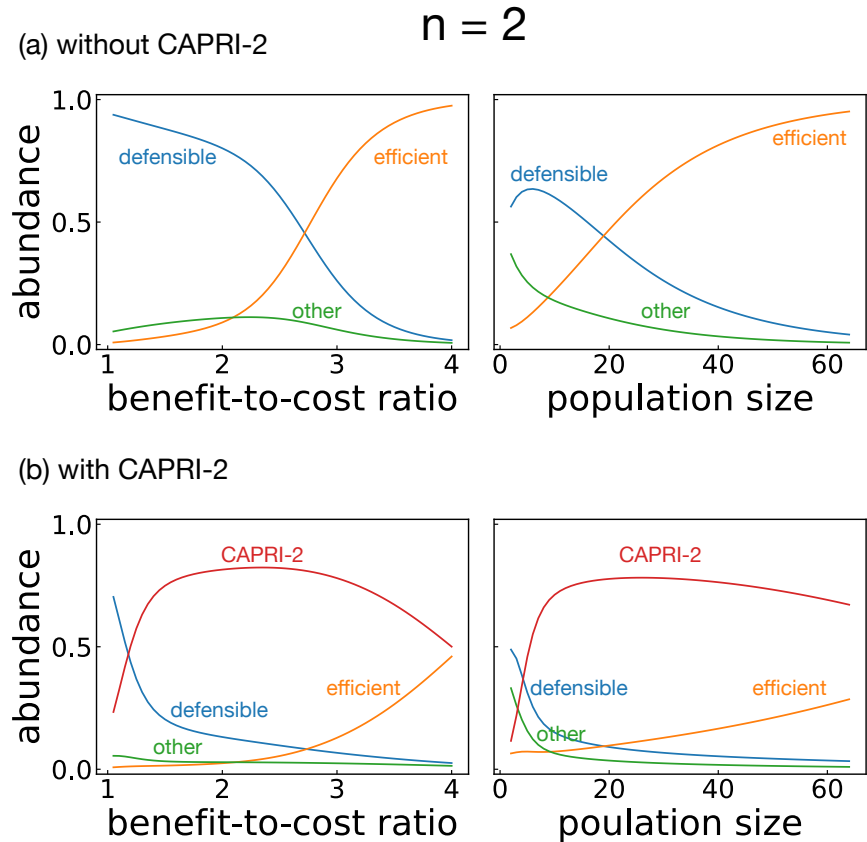 n = 2
(a) without CAPRI-2
abundance
1.0
0.5
0.0
defensible
efficient
other
1
2
3
4
benefit-to-cost ratio
defensible
efficient
other
0
20
40
60
population size
(b) with CAPRI-2
abundance
1.0
0.5
0.0
CAPRI-2
efficient
defensible
other
1
2
3
4
benefit-to-cost ratio
CAPRI-2
defensible
efficient
other
0
20
40
60
poulation size